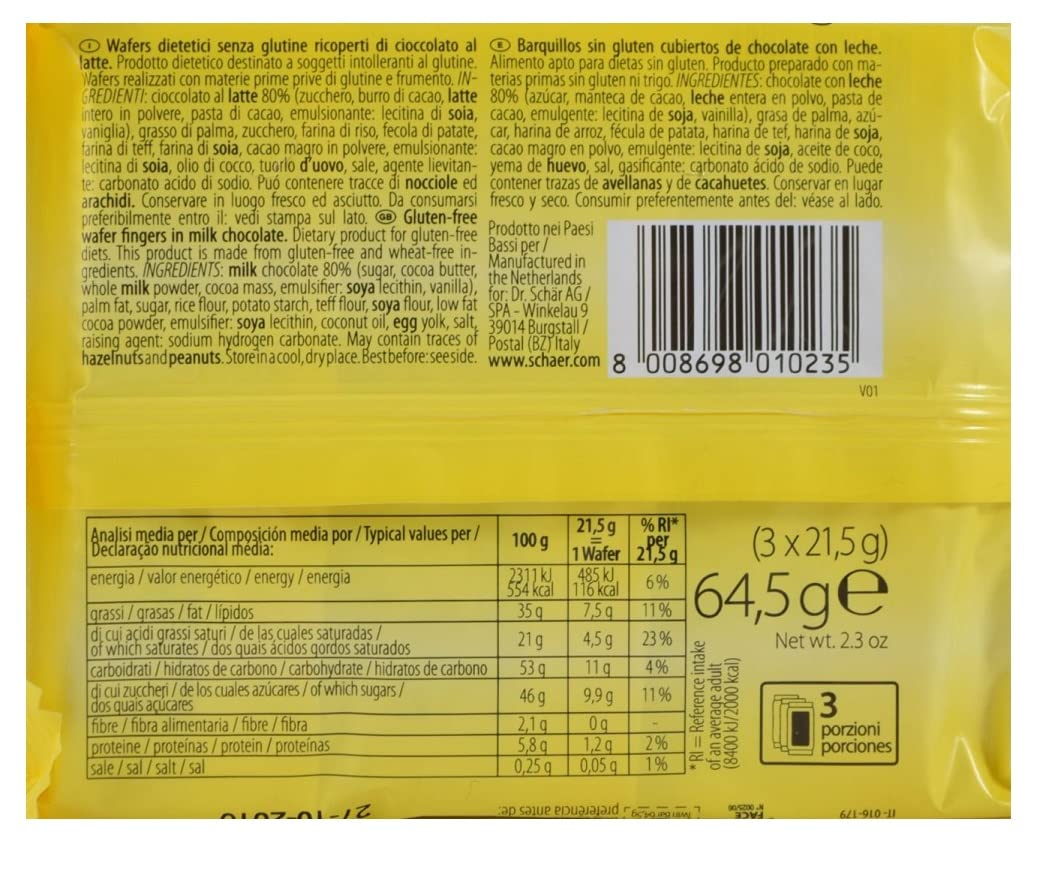 I Wafers dietetici senza glutine ricoperti di cioccolato al
latte. Prodotto dietetico destinato a soggetti intolleranti al glutine.
Wafers realizzati con materie prime prive di glutine e frumento. IN-
GREDIENTI: cioccolato al latte 80% (zucchero, burro di cacao, latte
intero in polvere, pasta di cacao, emulsionante: lecitina di soia,
vaniglia), grasso di palma, zucchero, farina di riso, fecola di patate,
farina di teff, farina di soia, cacao magro in polvere, emulsionante:
lecitina di soia, olio di cocco, tuorlo d'uovo, sale, agente lievitan-
te: carbonato acido di sodio. Puó contenere tracce di nocciole ed
arachidi. Conservare in luogo fresco ed asciutto. Da consumarsi
preferibilmente entro il: vedi stampa sul lato. GB Gluten-free
wafer fingers in milk chocolate. Dietary product for gluten-free
diets. This product is made from gluten-free and wheat-free in-
gredients. INGREDIENTS: milk chocolate 80% (sugar, cocoa butter,
whole milk powder, cocoa mass, emulsifier: soya lecithin, vanilla),
palm fat, sugar, rice flour, potato starch, teff flour, soya flour, low fat
cocoa powder, emulsifier: soya lecithin, coconut oil, egg yolk, salt,
raising agent: sodium hydrogen carbonate. May contain traces of
hazelnuts and peanuts. Store in a cool, dry place. Best before: see side.
E Barquillos sin gluten cubiertos de chocolate con leche.
Alimento apto para dietas sin gluten. Producto preparado con ma-
terias primas sin gluten ni trigo. INGREDIENTES: chocolate con leche
80% (azúcar, manteca de cacao, leche entera en polvo, pasta de
cacao, emulgente: lecitina de soja, vainilla), grasa de palma, azú-
car, harina de arroz, fécula de patata, harina de tef, harina de soja,
cacao magro en polvo, emulgente: lecitina de soja, aceite de coco,
yema de huevo, sal, gasificante: carbonato ácido de sodio. Puede
contener trazas de avellanas y de cacahuetes. Conservar en lugar
fresco y seco. Consumir preferentemente antes del: véase al lado.
Prodotto nei Paesi
Bassi per /
Manufactured in
the Netherlands
for: Dr. Schär AG /
SPA - Winkelau 9
39014 Burgstall /
Postal (BZ) Italy
www.schaer.com
8 008698 010235
V01
Analisi media per / Composición media por / Typical values per /
Declaração nutricional média:
100 g
21,5 g
=
1 Wafer
% RI*
per
21,5 g
energia / valor energético / energy / energia 2311 kJ 554 kcal 485 kJ 116 kcal 6%
grassi / grasas / fat / lípidos 35 g 7,5 g 11%
di cui acidi grassi saturi / de las cuales saturadas /
of which saturates / dos quais ácidos gordos saturados 21 g 4,5 g 23%
carboidrati / hidratos de carbono / carbohydrate / hidratos de carbono 53 g 11 g 4%
di cui zuccheri / de los cuales azúcares / of which sugars /
dos quais açúcares 46 g 9,9 g 11%
fibre / fibra alimentaria / fibre / fibra 2,1 g 0 g -
proteine / proteínas / protein / proteínas 5,8 g 1,2 g 2%
sale / sal / salt / sal 0,25 g 0,05 g 1%
* RI = Reference intake
of an average adult
(8400 kJ/2000 kcal)
(3 x 21,5 g)
64,5 g e
Net wt. 2.3 oz
3
porzioni
porciones
preferência antes de:
FACE
N° 0025/06
IT-016-179